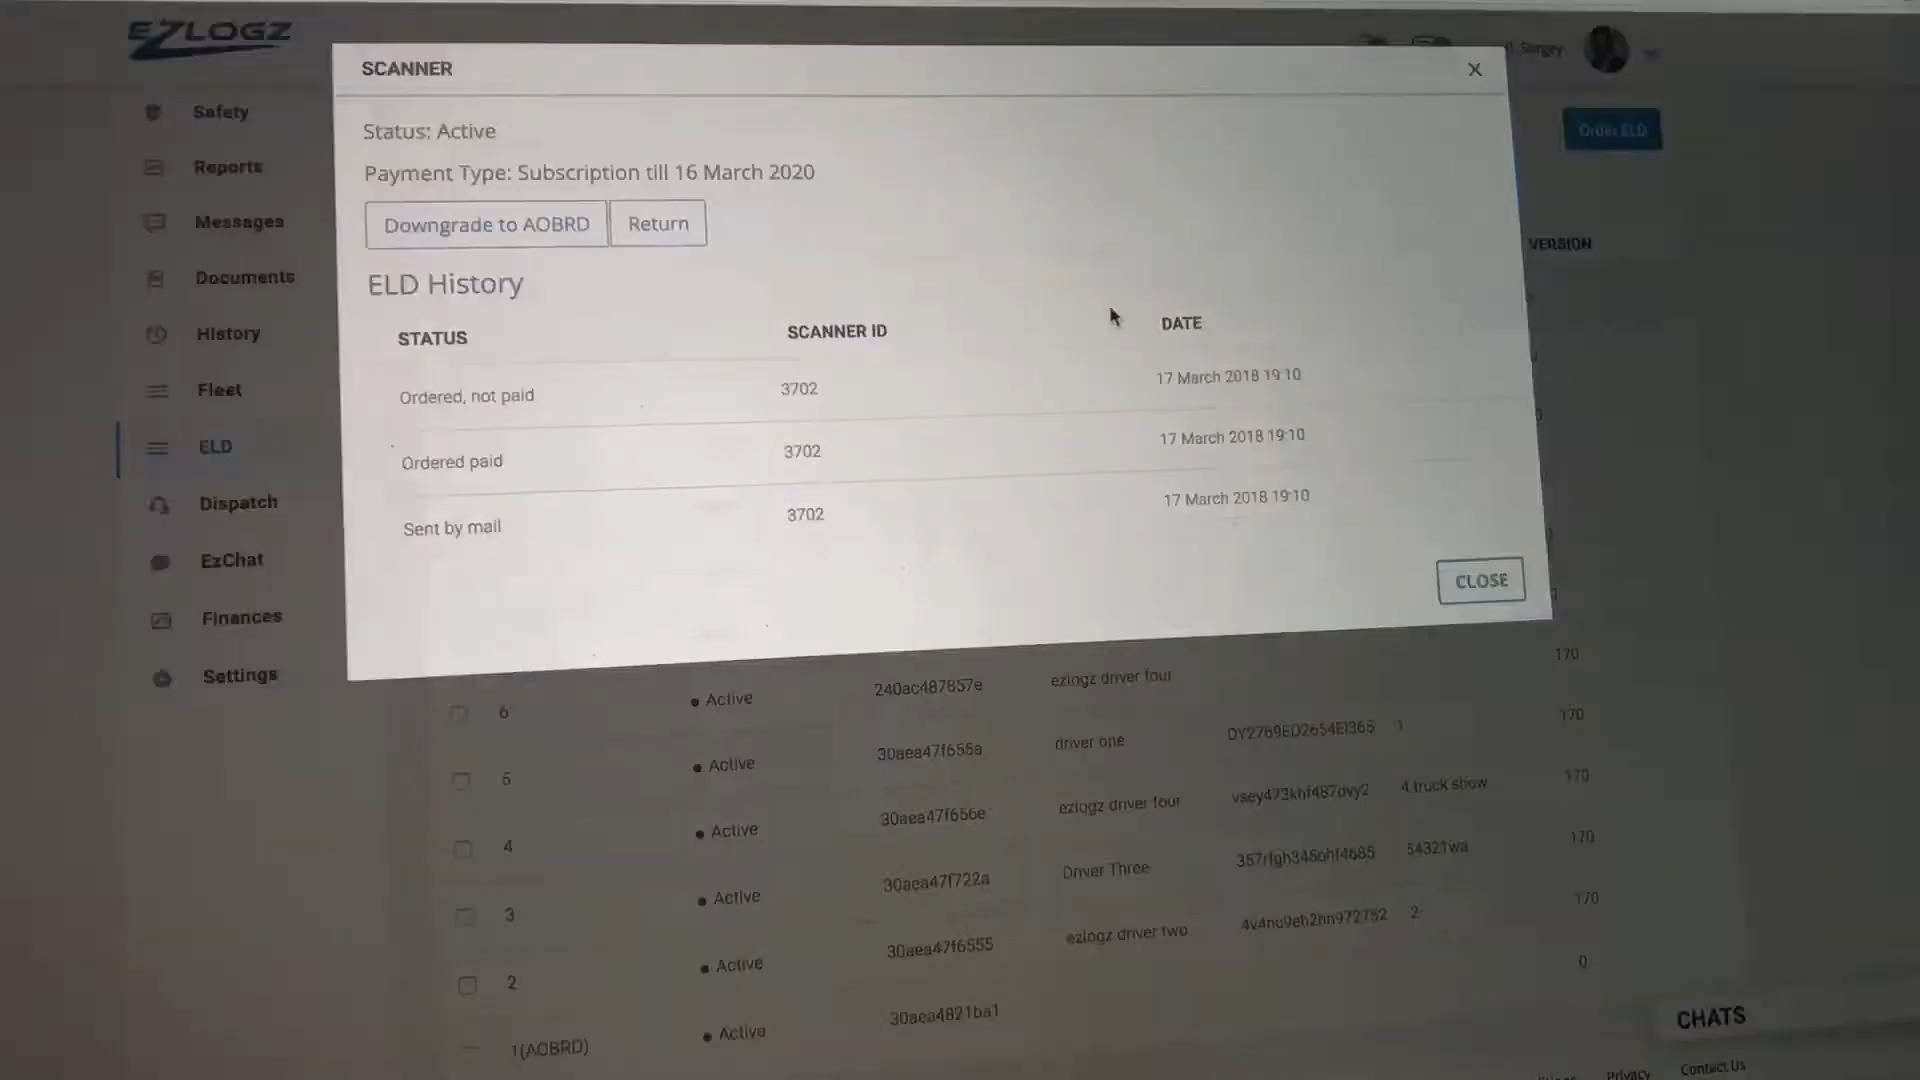 EZLOGZ
Sergey
SCANNER
X
Safety
Order ELD
Status: Active
Reports
Payment Type: Subscription till 16 March 2020
Messages
Downgrade to AOBRD
Return
VERSION
Documents
ELD History
History
STATUS
SCANNER ID
DATE
Ordered, not paid
3702
17 March 2018 19:10
Fleet
Ordered paid
3702
17 March 2018 19:10
ELD
Sent by mail
3702
17 March 2018 19:10
Dispatch
EzChat
CLOSE
Finances
Settings
170
6
Active
240ac487857e
ezlogz driver four
170
5
Active
30aea47f655a
driver one
DY2769ED2654EI365
1
170
4
Active
30aea47f656e
ezlogz driver four
vsey473khf487dvy2
4 truck show
170
3
Active
30aea47f722a
Driver Three
54321wa
170
2
Active
30aea47f6555
ezlogz driver two
2
0
1(AOBRD)
Active
30aea4821ba1
CHATS
Privacy
Contact Us